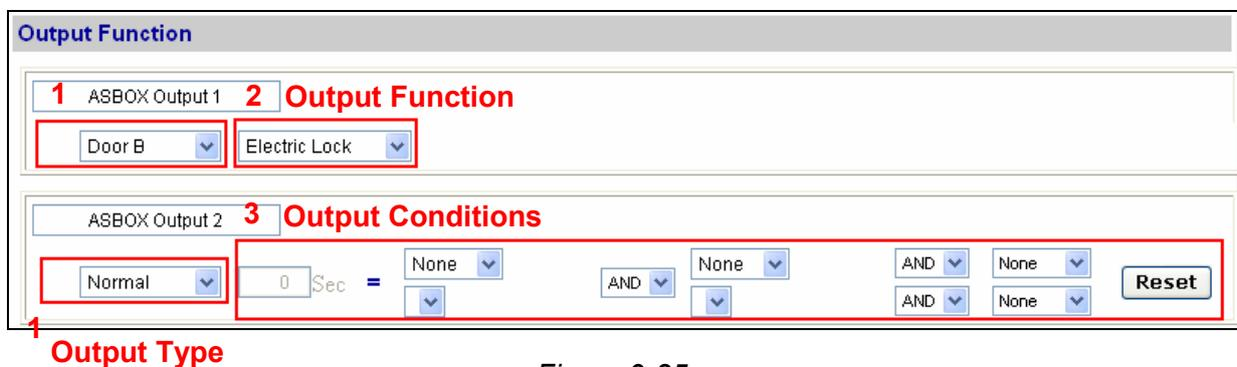 Output Function
1 ASBOX Output 1 2 Output Function
Door B Electric Lock
ASBOX Output 2 3 Output Conditions
Normal 0 Sec = None AND None AND None Reset
AND None
1
Output Type